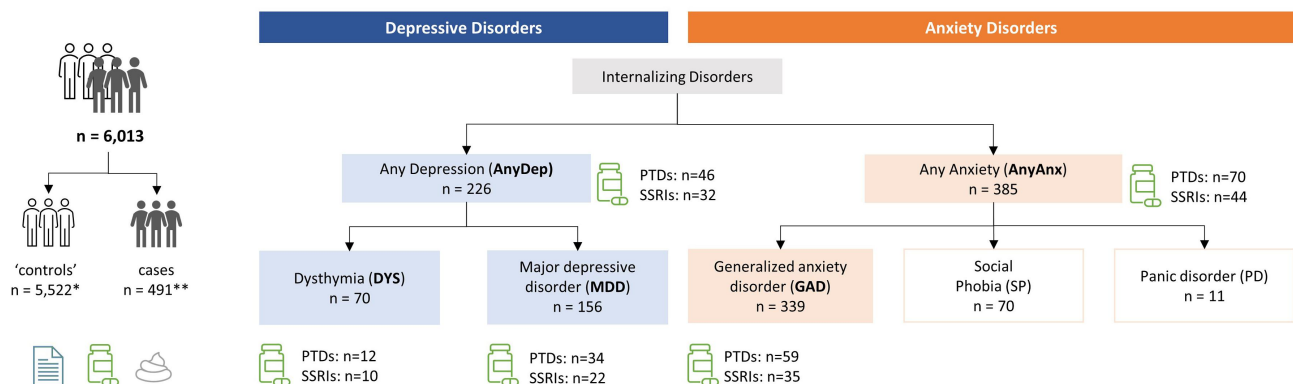 Depressive Disorders
Anxiety Disorders
Internalizing Disorders
n = 6,013
'controls'
n = 5,522*
cases
n = 491**
Any Depression (AnyDep)
n = 226
PTDs: n=46
SSRIs: n=32
Any Anxiety (AnyAnx)
n = 385
PTDs: n=70
SSRIs: n=44
Dysthymia (DYS)
n = 70
Major depressive
disorder (MDD)
n = 156
Generalized anxiety
disorder (GAD)
n = 339
Social
Phobia (SP)
n = 70
Panic disorder (PD)
n = 11
PTDs: n=12
SSRIs: n=10
PTDs: n=34
SSRIs: n=22
PTDs: n=59
SSRIs: n=35